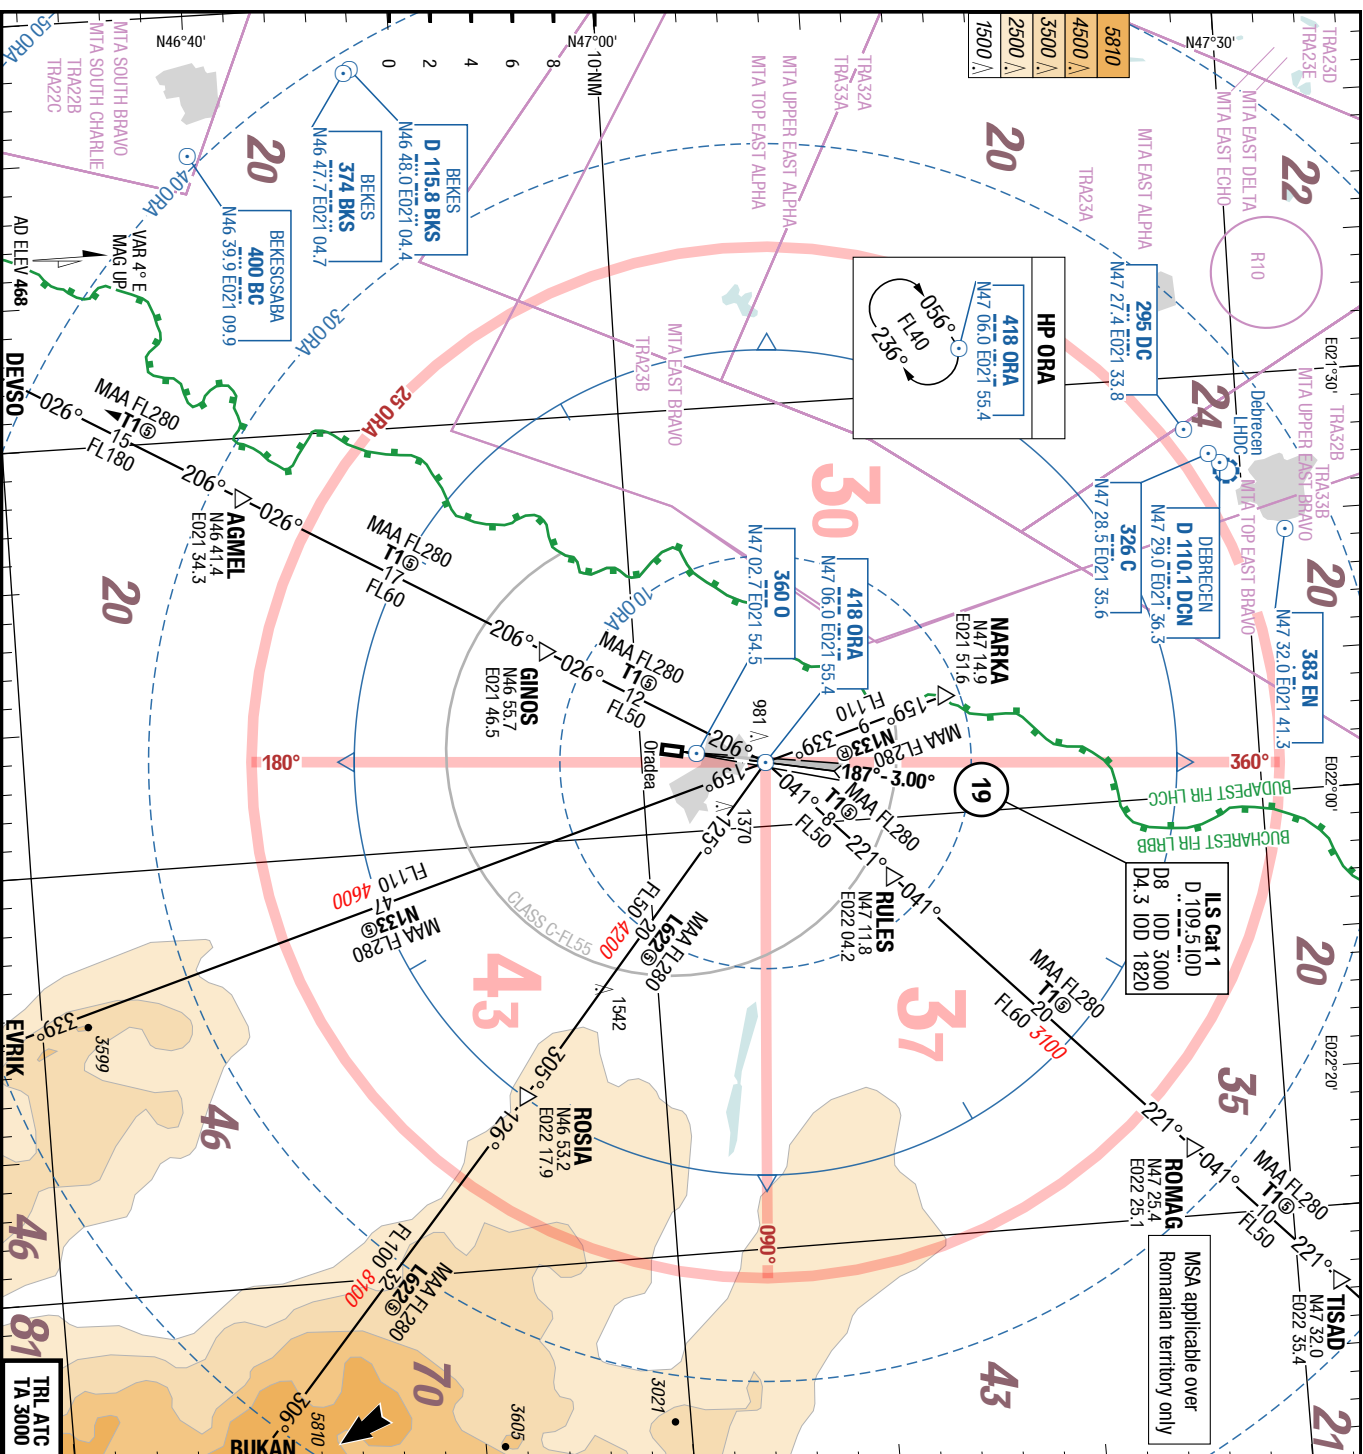 TRA23D
TRA23E
N47°30'
MTA EAST DELTA
MTA EAST ECHO
22
R10
E021°30'
TRA32B
TRA33B
MTA UPPER EAST BRAVO
MTA TOP EAST BRAVO
Debrecen
LHDC
24
20
383 EN
N47 32.0 E021 41.3
DEBRECEN
D 110.1 DCN
N47 29.0 E021 36.3
326 C
N47 28.5 E021 35.6
295 DC
N47 27.4 E021 33.8
MTA EAST ALPHA
TRA23A
20
5810
4500
3500
2500
1500
HP ORA
418 ORA
N47 06.0 E021 55.4
056°
FL40
236°
TRA32A
TRA33A
MTA UPPER EAST ALPHA
MTA TOP EAST ALPHA
MTA EAST BRAVO
TRA23B
N47°00'
10 NM
8
6
4
2
0
N46°40'
50 ORA
MTA SOUTH BRAVO
MTA SOUTH CHARLIE
TRA22B
TRA22C
20
40 ORA
BEKES
D 115.8 BKS
N46 48.0 E021 04.4
BEKES
374 BKS
N46 47.7 E021 04.7
BEKESCSABA
400 BC
N46 39.9 E021 09.9
30 ORA
VAR 4° E
MAG UP
AD ELEV 468
25 ORA
30
DEVSO
026°
MAA FL280
T1⑤
15
FL180
206°
AGMEL
N46 41.4
E021 34.3
026°
MAA FL280
T1⑤
17
FL60
206°
GINOS
N46 55.7
E021 46.5
026°
MAA FL280
T1⑤
12
FL50
206°
20
10 ORA
418 ORA
N47 06.0 E021 55.4
360 O
N47 02.7 E021 54.5
981
Oradea
NARKA
N47 14.9
E021 51.6
159°
MAA FL280
N133Ⓡ
9
FL110
339°
187°- 3.00°
180°
360°
E022°00'
BUDAPEST FIR LHCC
BUCHAREST FIR LRBB
19
ILS Cat 1
D 109.5 IOD
D8 IOD 3000
D4.3 IOD 1820
041°
MAA FL280
T1⑤
8
FL50
221°
RULES
N47 11.8
E022 04.2
041°
MAA FL280
T1⑤
20
FL60 3100
221°
ROMAG
N47 25.4
E022 25.1
041°
MAA FL280
T1⑤
10
FL50
221°
TISAD
N47 32.0
E022 35.4
20
E022°20'
35
37
159°
FL110 4600
47
N133⑤
MAA FL280
339°
EVRIK
1370
125°
MAA FL280
L622⑤
20
FL50 4200
305°
ROSIA
N46 53.2
E022 17.9
126°
MAA FL280
L622⑤
32
FL100 8100
306°
BUKAN
CLASS C-FL55
43
1542
3599
46
46
81
70
090°
MSA applicable over
Romanian territory only
43
21
3021
3605
5810
TRL ATC
TA 3000